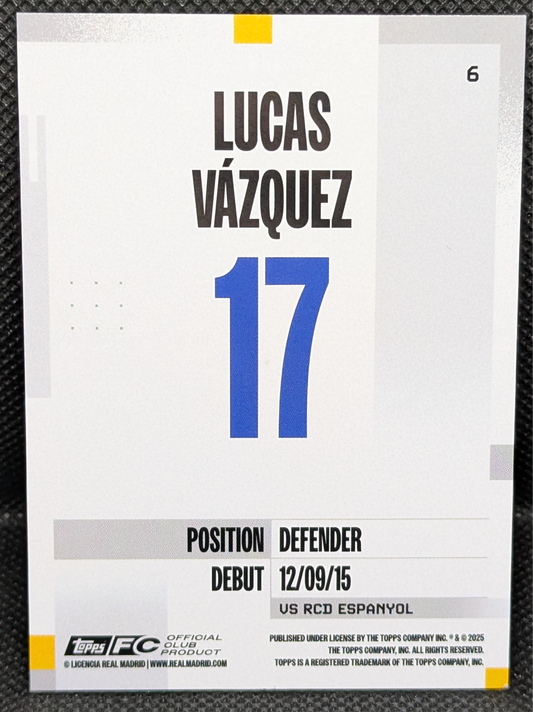 6
LUCAS
VÁZQUEZ
17
POSITION DEFENDER
DEBUT 12/09/15
VS RCD ESPANYOL
topps FC OFFICIAL
CLUB
PRODUCT
© LICENCIA REAL MADRID | WWW.REALMADRID.COM
PUBLISHED UNDER LICENSE BY THE TOPPS COMPANY INC. ® & © 2025
THE TOPPS COMPANY, INC. ALL RIGHTS RESERVED.
TOPPS IS A REGISTERED TRADEMARK OF THE TOPPS COMPANY, INC.